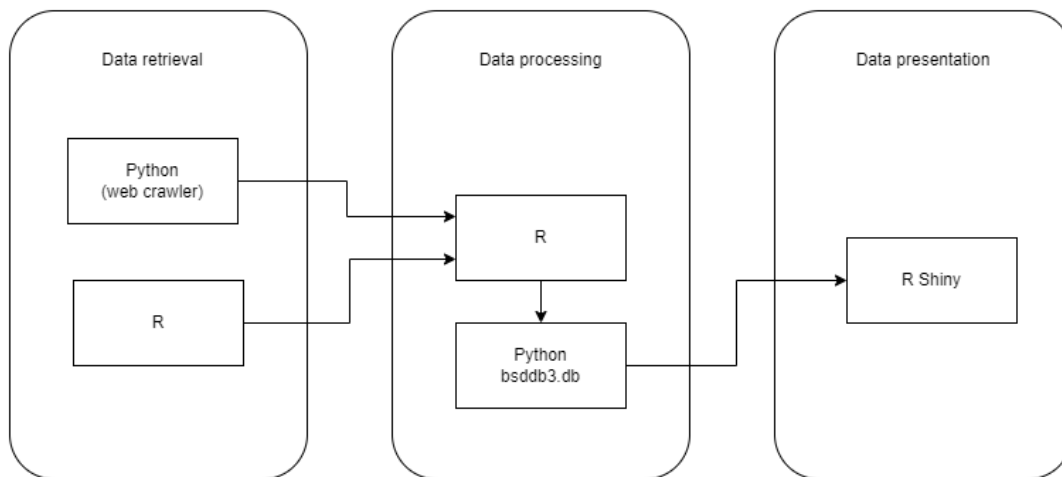 Data retrieval
Python
(web crawler)
R
Data processing
R
Python
bsddb3.db
Data presentation
R Shiny